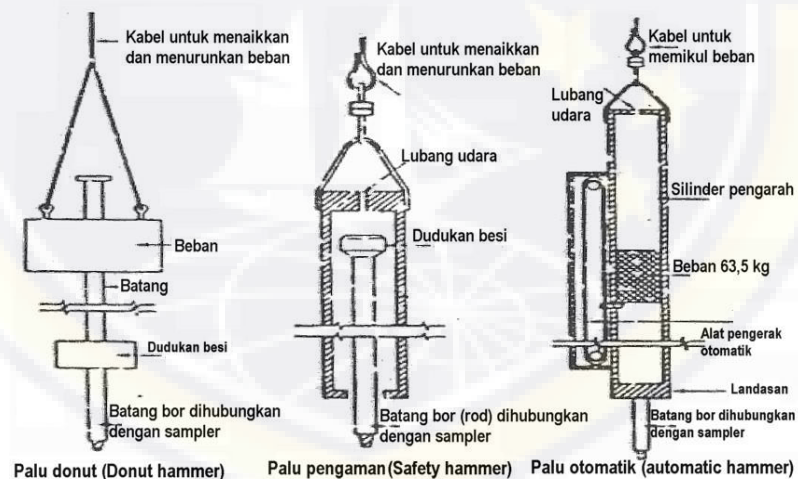 Kabel untuk menaikkan
dan menurunkan beban
Beban
Batang
Dudukan besi
Batang bor dihubungkan
dengan sampler
Palu donut (Donut hammer)
Kabel untuk menaikkan
dan menurunkan beban
Lubang udara
Dudukan besi
Batang bor (rod) dihubungkan
dengan sampler
Palu pengaman (Safety hammer)
Kabel untuk
memikul beban
Lubang
udara
Silinder pengarah
Beban 63,5 kg
Alat pengerak
otomatik
Landasan
Batang bor dihubungkan
dengan sampler
Palu otomatik (automatic hammer)